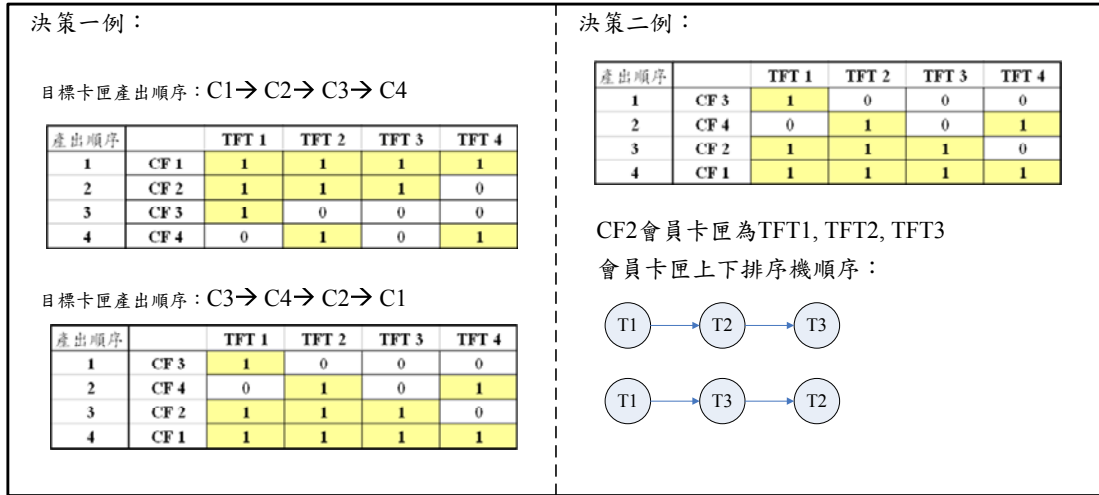 決策一例：
目標卡匣產出順序：C1→ C2→ C3→ C4
產出順序 TFT 1 TFT 2 TFT 3 TFT 4
1 CF 1 1 1 1 1
2 CF 2 1 1 1 0
3 CF 3 1 0 0 0
4 CF 4 0 1 0 1
目標卡匣產出順序：C3→ C4→ C2→ C1
產出順序 TFT 1 TFT 2 TFT 3 TFT 4
1 CF 3 1 0 0 0
2 CF 4 0 1 0 1
3 CF 2 1 1 1 0
4 CF 1 1 1 1 1
決策二例：
產出順序 TFT 1 TFT 2 TFT 3 TFT 4
1 CF 3 1 0 0 0
2 CF 4 0 1 0 1
3 CF 2 1 1 1 0
4 CF 1 1 1 1 1
CF2會員卡匣為TFT1, TFT2, TFT3
會員卡匣上下排序機順序：
T1 T2 T3
T1 T3 T2